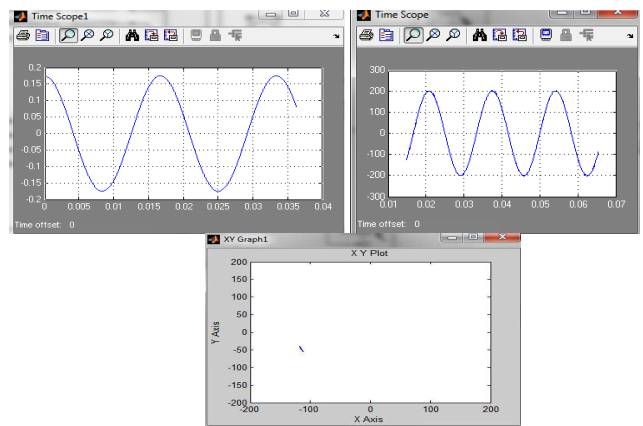 Time Scope1
0.2
0.15
0.1
0.05
0
-0.05
-0.1
-0.15
-0.2
0 0.005 0.01 0.015 0.02 0.025 0.03 0.035 0.04
Time offset: 0
Time Scope
300
200
100
0
-100
-200
-300
0.01 0.02 0.03 0.04 0.05 0.06 0.07
Time offset: 0
XY Graph1
X Y Plot
Y Axis
200
150
100
50
0
-50
-100
-150
-200
-200 -100 0 100 200
X Axis